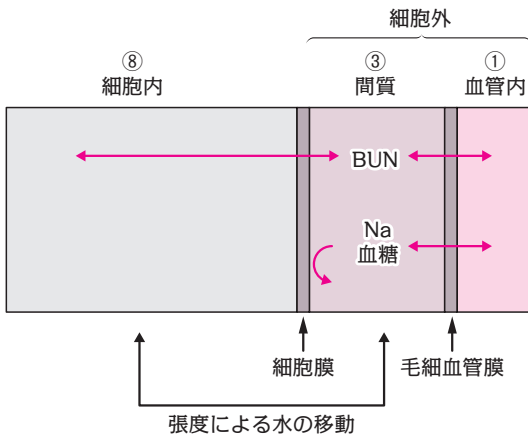 細胞外
⑧
細胞内
③
間質
①
血管内
BUN
Na
血糖
細胞膜
毛細血管膜
張度による水の移動